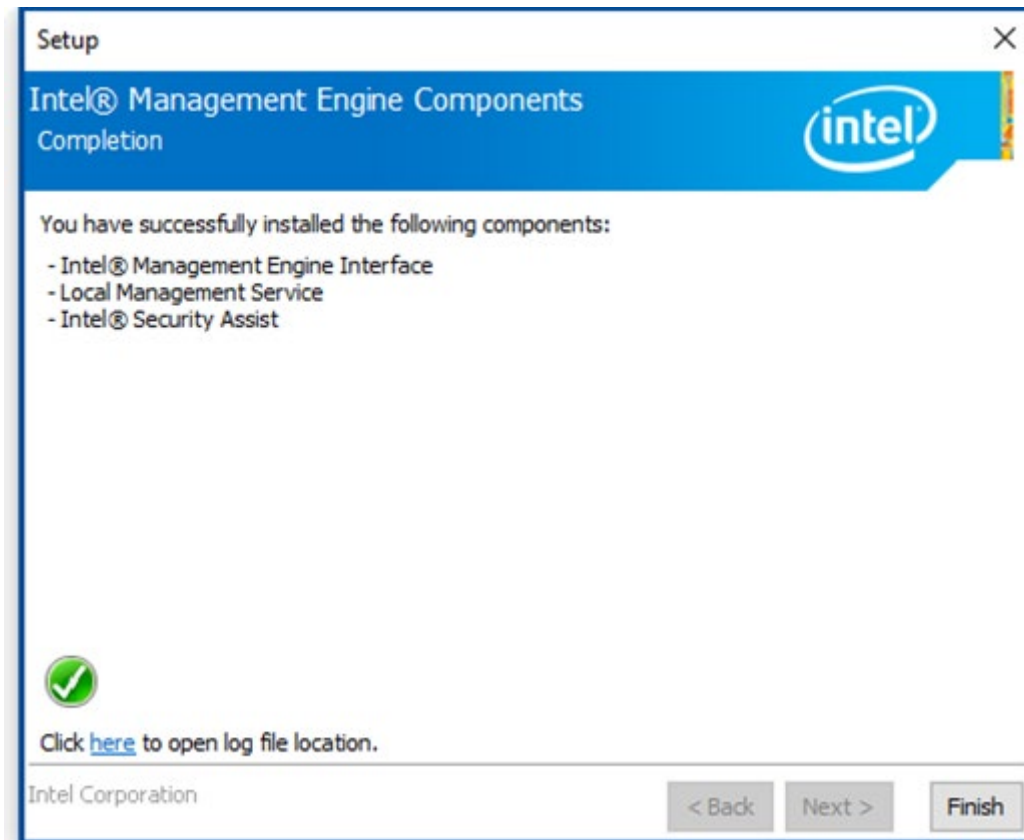 Setup
Intel® Management Engine Components
Completion
intel
You have successfully installed the following components:
- Intel® Management Engine Interface
- Local Management Service
- Intel® Security Assist
Click here to open log file location.
Intel Corporation
< Back
Next >
Finish